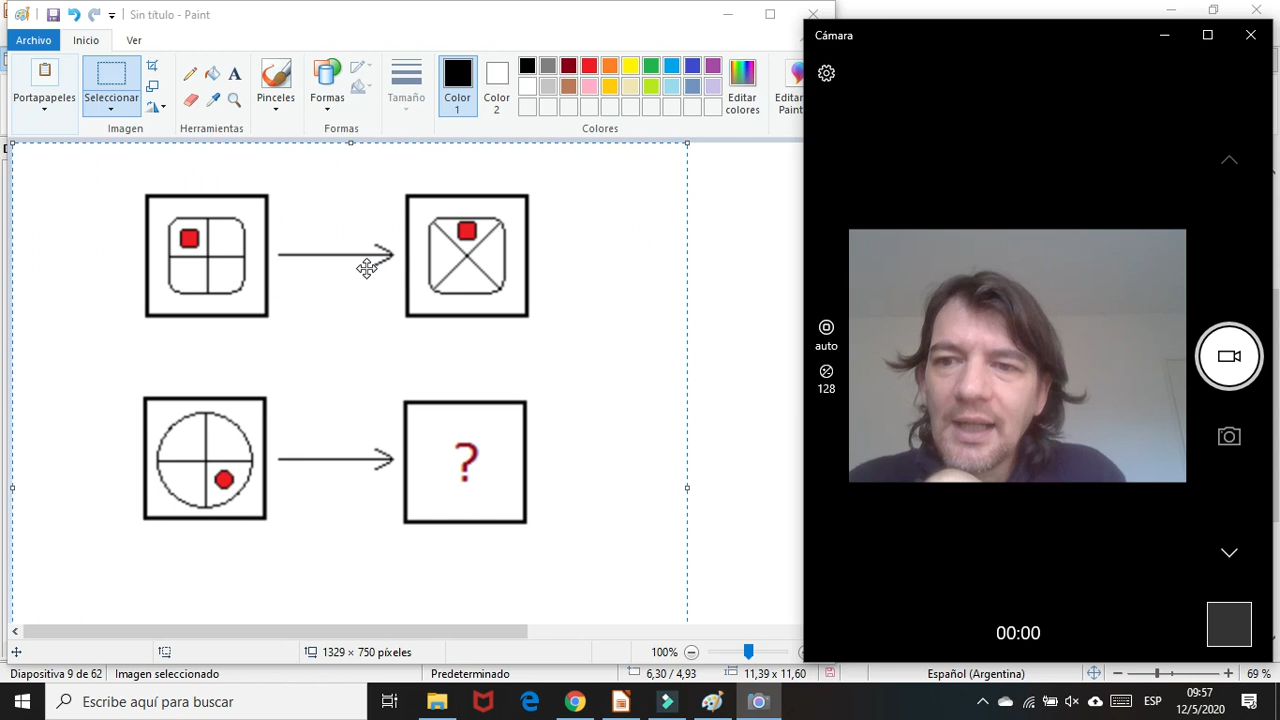 Sin título - Paint
Archivo
Inicio
Ver
Portapapeles
Seleccionar
Imagen
A
Herramientas
Pinceles
Formas
Formas
Tamaño
Color
1
Color
2
Colores
Editar
colores
Editar
Paint
?
100%
1329 × 750 píxeles
Cámara
auto
128
00:00
Diapositiva 9 de 62
Imagen seleccionado
Predeterminado
6,30 / 4,93
11,39 x 11,60
Español (Argentina)
69 %
Escribe aquí para buscar
ESP
09:57
12/5/2020